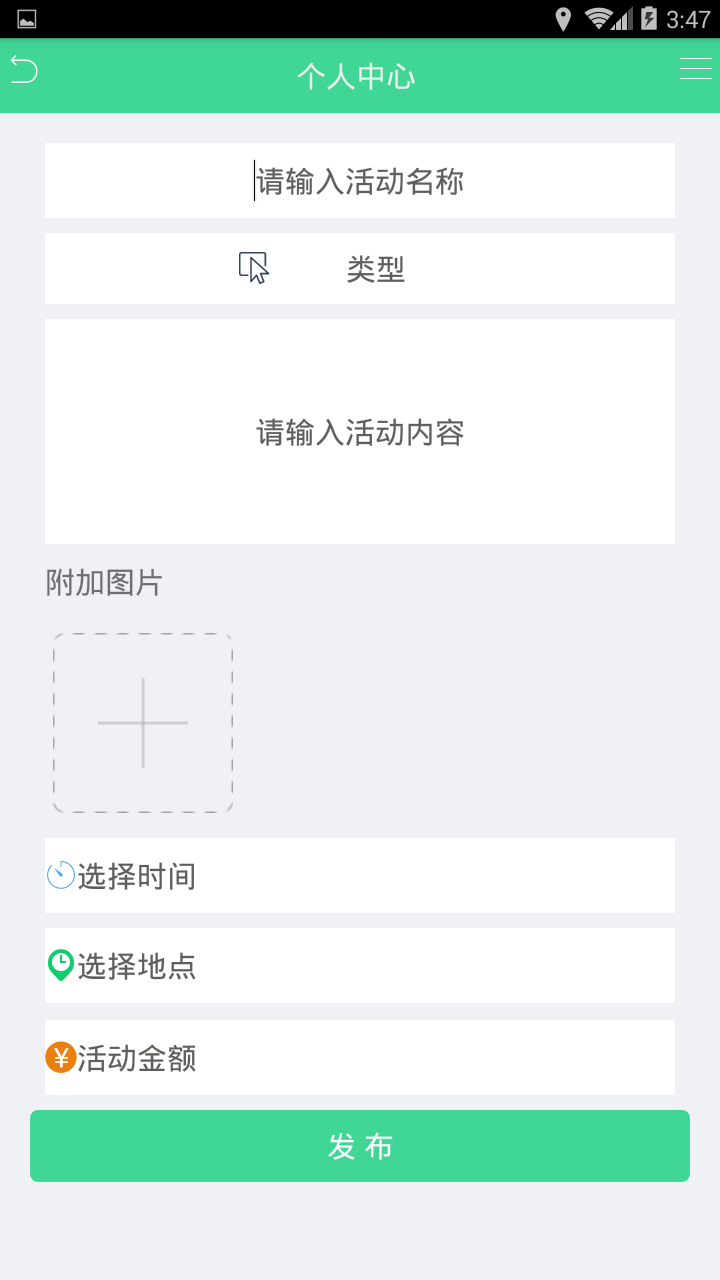 3:47
个人中心
请输入活动名称
类型
请输入活动内容
附加图片
选择时间
选择地点
¥活动金额
发 布